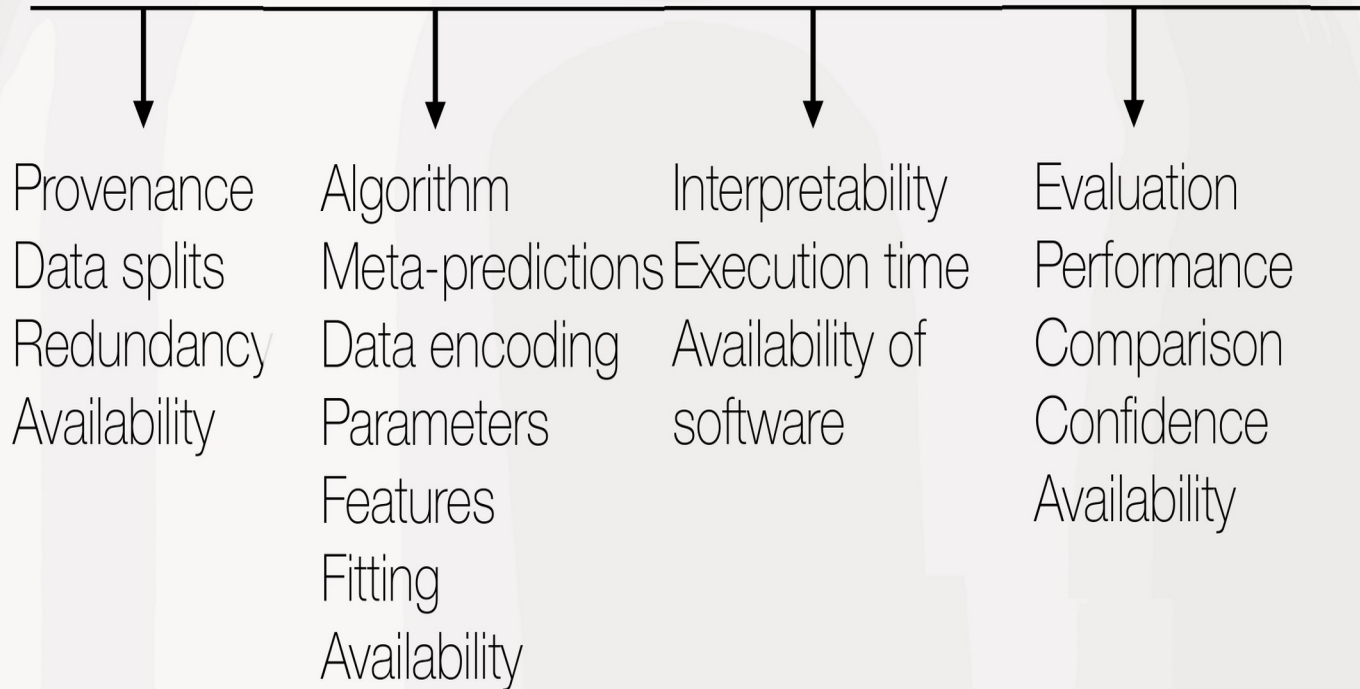 Provenance
Data splits
Redundancy
Availability
Algorithm
Meta-predictions
Data encoding
Parameters
Features
Fitting
Availability
Interpretability
Execution time
Availability of
software
Evaluation
Performance
Comparison
Confidence
Availability